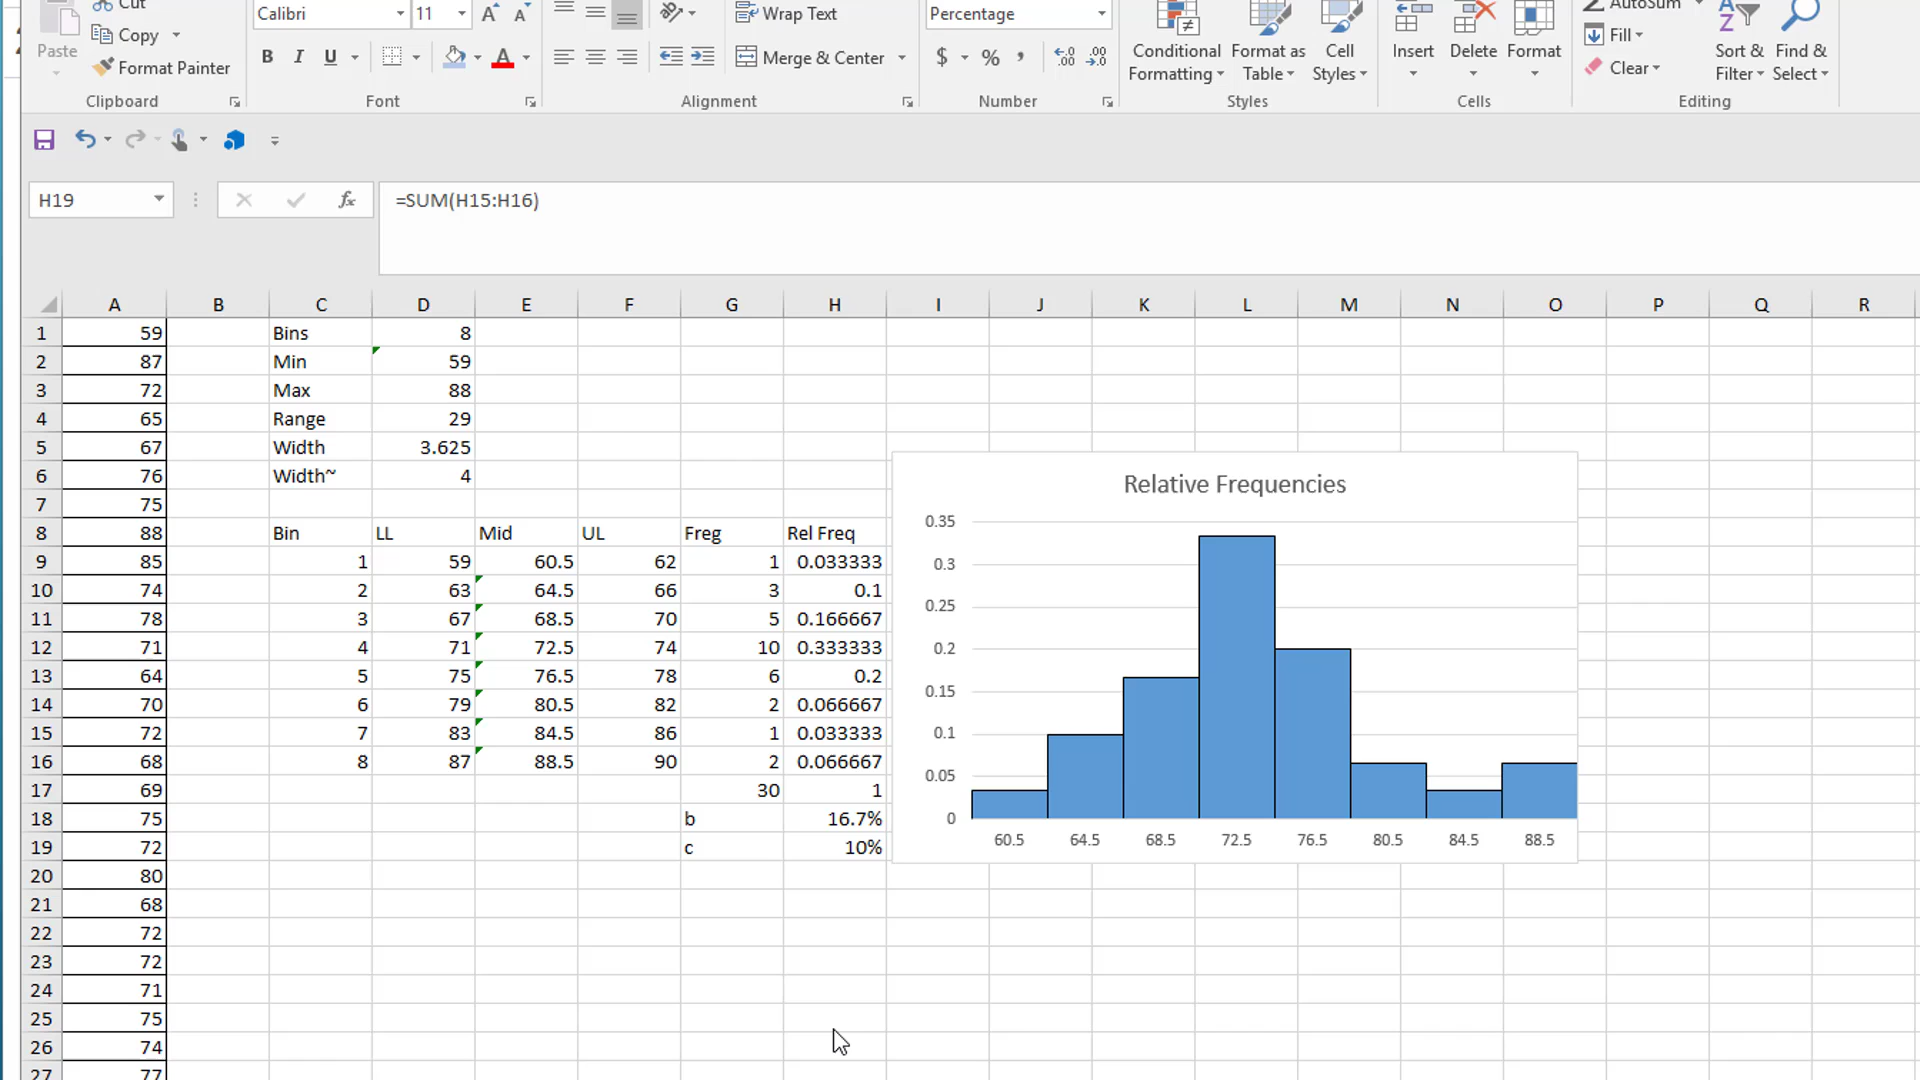 Cut
Calibri 11
Wrap Text
Percentage
AutoSum
Paste
Copy
B I U A
Merge & Center
$ % ,
Conditional Formatting
Format as Table
Cell Styles
Insert
Delete
Format
Fill
Sort & Filter
Find & Select
Format Painter
Clear
Clipboard
Font
Alignment
Number
Styles
Cells
Editing
H19 fx =SUM(H15:H16)
A B C D E F G H I J K L M N O P Q R
1 59 Bins 8
2 87 Min 59
3 72 Max 88
4 65 Range 29
5 67 Width 3.625
6 76 Width~ 4
7 75
8 88 Bin LL Mid UL Freg Rel Freq
9 85 1 59 60.5 62 1 0.033333
10 74 2 63 64.5 66 3 0.1
11 78 3 67 68.5 70 5 0.166667
12 71 4 71 72.5 74 10 0.333333
13 64 5 75 76.5 78 6 0.2
14 70 6 79 80.5 82 2 0.066667
15 72 7 83 84.5 86 1 0.033333
16 68 8 87 88.5 90 2 0.066667
17 69 30 1
18 75 b 16.7%
19 72 c 10%
20 80
21 68
22 72
23 72
24 71
25 75
26 74
27 77
Relative Frequencies
0.35
0.3
0.25
0.2
0.15
0.1
0.05
0
60.5 64.5 68.5 72.5 76.5 80.5 84.5 88.5